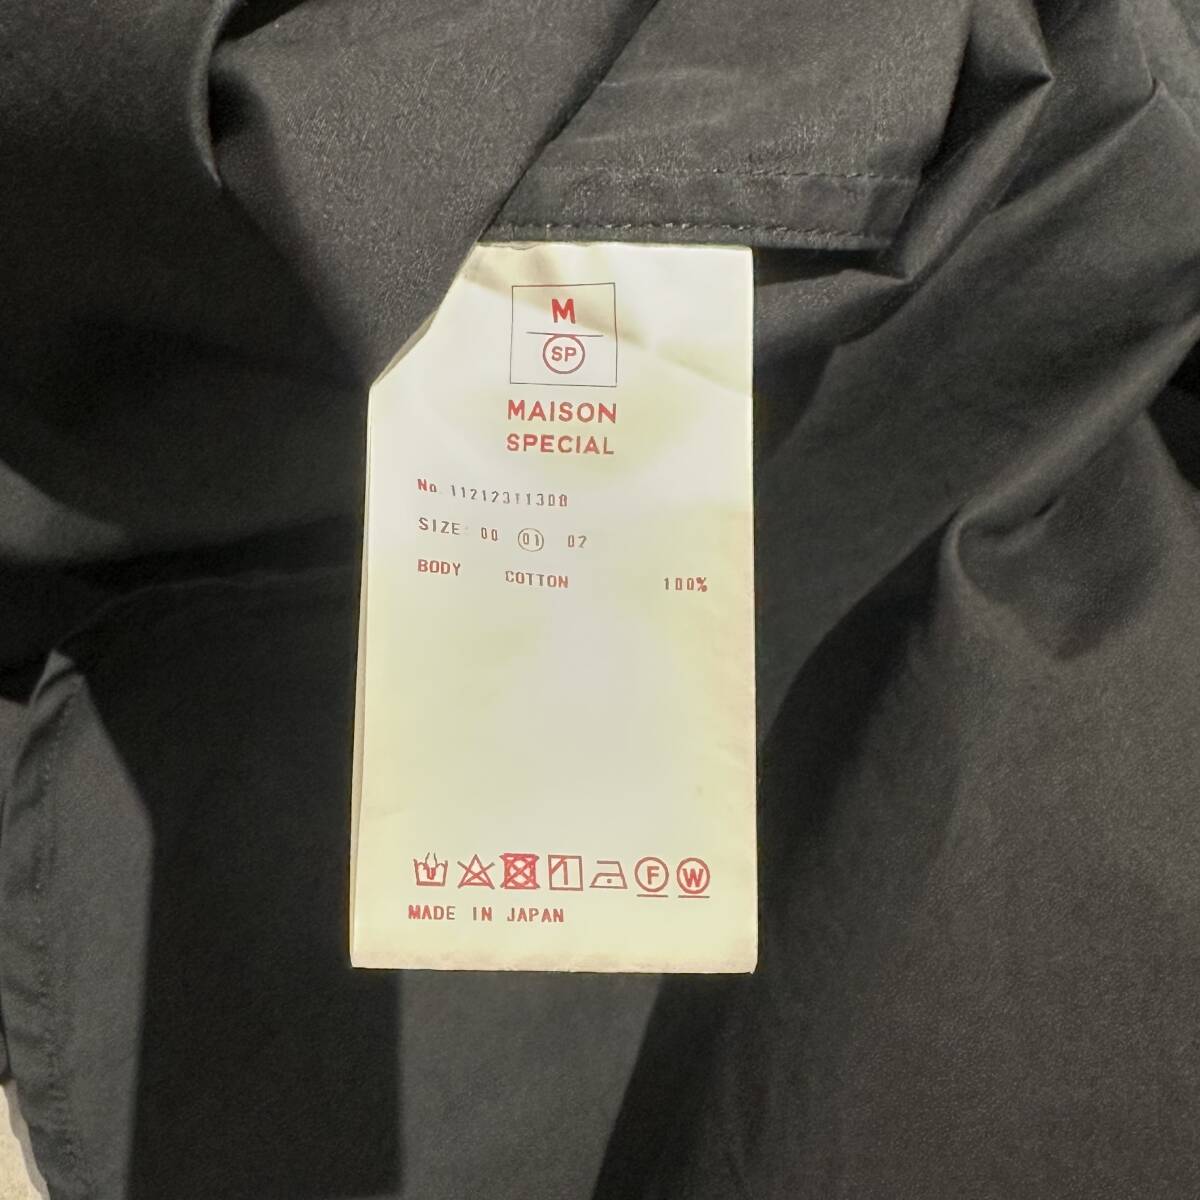 M
SP
MAISON
SPECIAL
No. 11212311308
SIZE: 00 01 02
BODY COTTON 100%
F W
MADE IN JAPAN